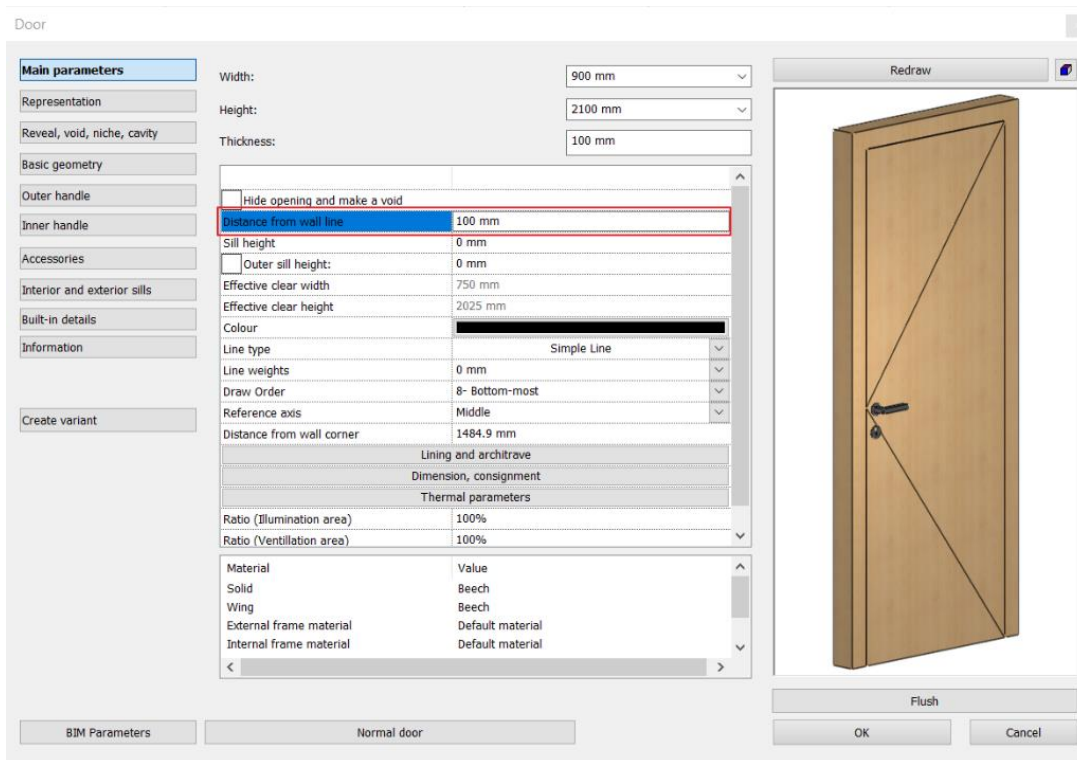 Door
Main parameters
Representation
Reveal, void, niche, cavity
Basic geometry
Outer handle
Inner handle
Accessories
Interior and exterior sills
Built-in details
Information
Create variant
Width: 900 mm
Height: 2100 mm
Thickness: 100 mm
Hide opening and make a void
Distance from wall line 100 mm
Sill height 0 mm
Outer sill height: 0 mm
Effective clear width 750 mm
Effective clear height 2025 mm
Colour
Line type Simple Line
Line weights 0 mm
Draw Order 8- Bottom-most
Reference axis Middle
Distance from wall corner 1484.9 mm
Lining and architrave
Dimension, consignment
Thermal parameters
Ratio (Illumination area) 100%
Ratio (Ventillation area) 100%
Material Value
Solid Beech
Wing Beech
External frame material Default material
Internal frame material Default material
Redraw
Flush
BIM Parameters
Normal door
OK
Cancel